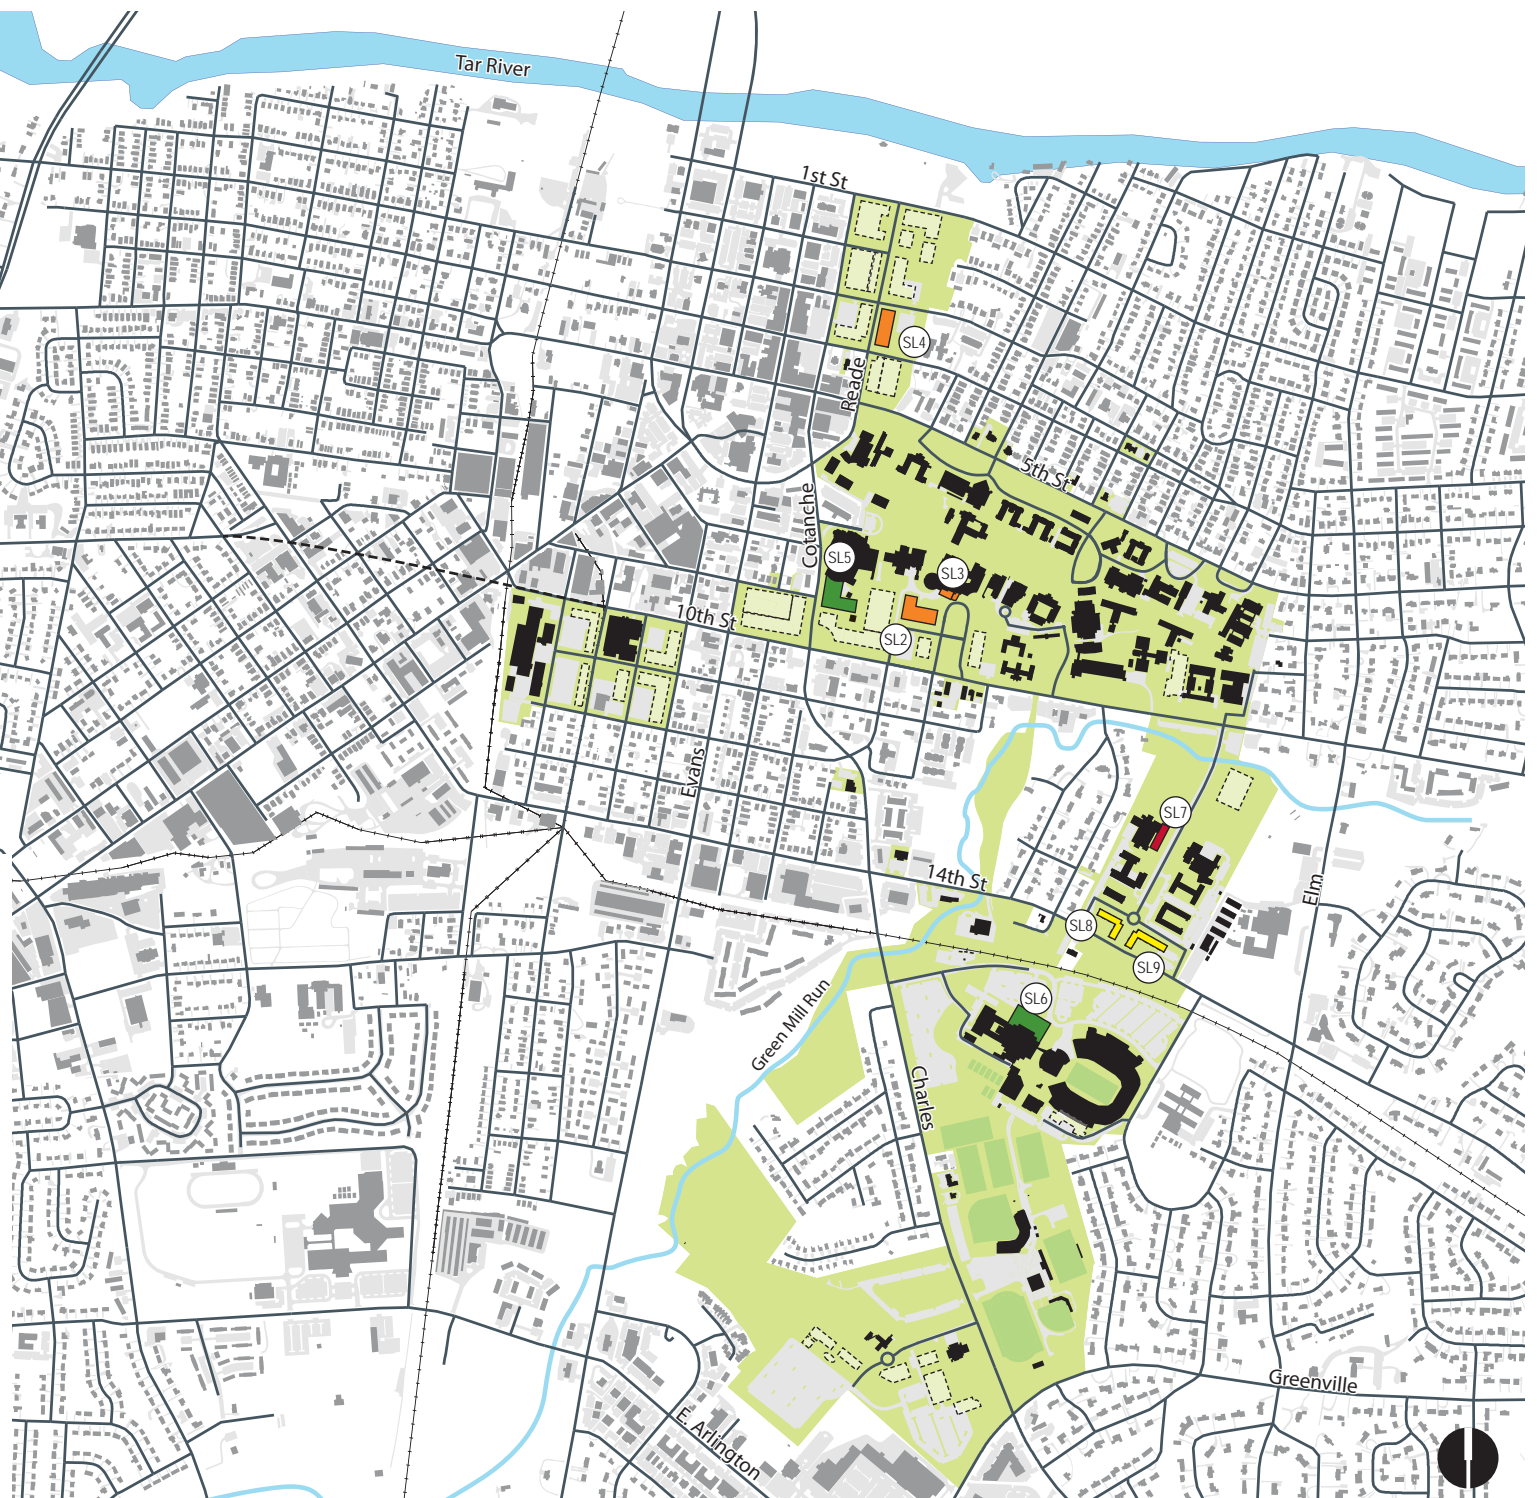 Tar River
1st St
SL4
Reade
5th St
Cotanche
SL5
SL3
10th St
SL2
Evans
SL7
14th St
Elm
SL8
SL9
SL6
Green Mill Run
Charles
Greenville
E. Arlington